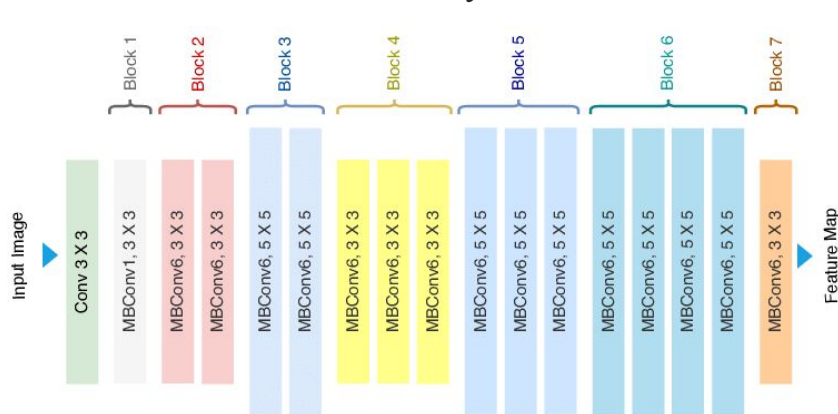 Block 1
Block 2
Block 3
Block 4
Block 5
Block 6
Block 7
Input Image
Conv 3 X 3
MBConv1, 3 X 3
MBConv6, 3 X 3
MBConv6, 3 X 3
MBConv6, 5 X 5
MBConv6, 5 X 5
MBConv6, 3 X 3
MBConv6, 3 X 3
MBConv6, 3 X 3
MBConv6, 5 X 5
MBConv6, 5 X 5
MBConv6, 5 X 5
MBConv6, 5 X 5
MBConv6, 5 X 5
MBConv6, 5 X 5
MBConv6, 5 X 5
MBConv6, 3 X 3
Feature Map